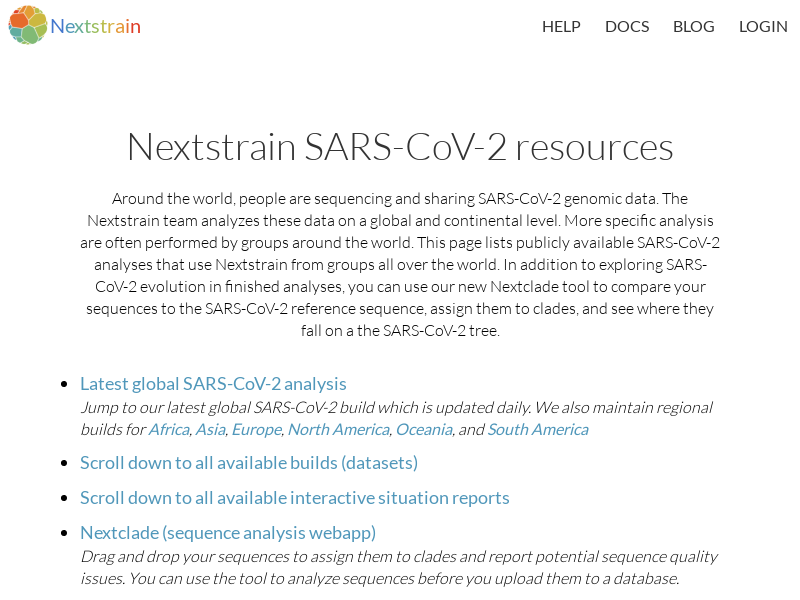 Nextstrain HELP DOCS BLOG LOGIN
Nextstrain SARS-CoV-2 resources
Around the world, people are sequencing and sharing SARS-CoV-2 genomic data. The
Nextstrain team analyzes these data on a global and continental level. More specific analysis
are often performed by groups around the world. This page lists publicly available SARS-CoV-2
analyses that use Nextstrain from groups all over the world. In addition to exploring SARS-
CoV-2 evolution in finished analyses, you can use our new Nextclade tool to compare your
sequences to the SARS-CoV-2 reference sequence, assign them to clades, and see where they
fall on a the SARS-CoV-2 tree.
• Latest global SARS-CoV-2 analysis
Jump to our latest global SARS-CoV-2 build which is updated daily. We also maintain regional
builds for Africa, Asia, Europe, North America, Oceania, and South America
• Scroll down to all available builds (datasets)
• Scroll down to all available interactive situation reports
• Nextclade (sequence analysis webapp)
Drag and drop your sequences to assign them to clades and report potential sequence quality
issues. You can use the tool to analyze sequences before you upload them to a database.